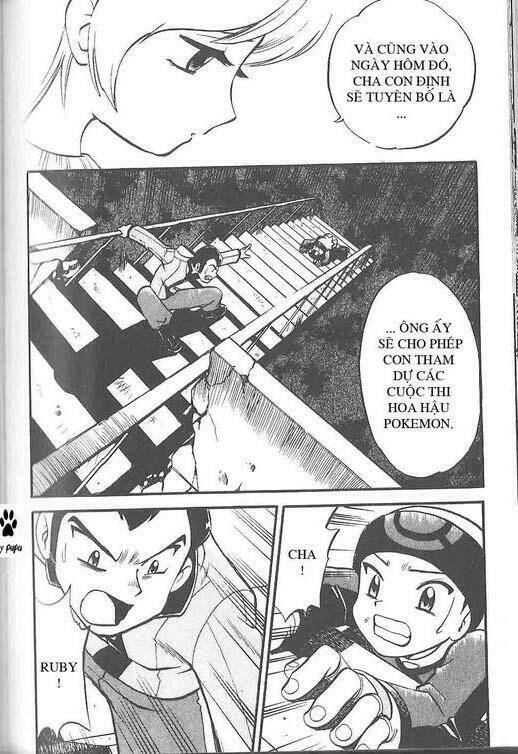 VÀ CŨNG VÀO
NGÀY HÔM ĐÓ,
CHA CON ĐỊNH
SẼ TUYÊN BỐ LÀ
...
... ÔNG ẤY
SẼ CHO PHÉP
CON THAM
DỰ CÁC
CUỘC THI
HOA HẬU
POKEMON.
RUBY
!
CHA
!
y pupa